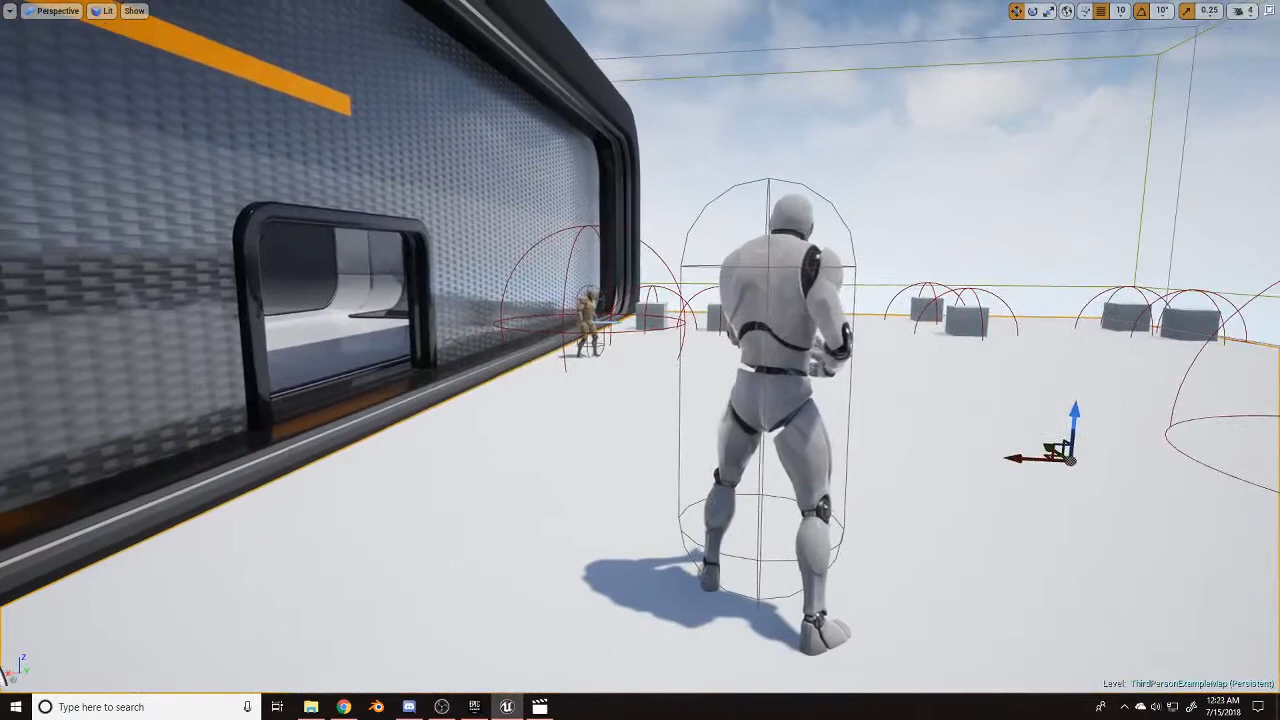 Perspective Lit Show 10 10° 0.25 4
Z
X Y
Level: ThirdPersonExampleMap (Persistent)
Type here to search
12:23 AM
7/15/2018